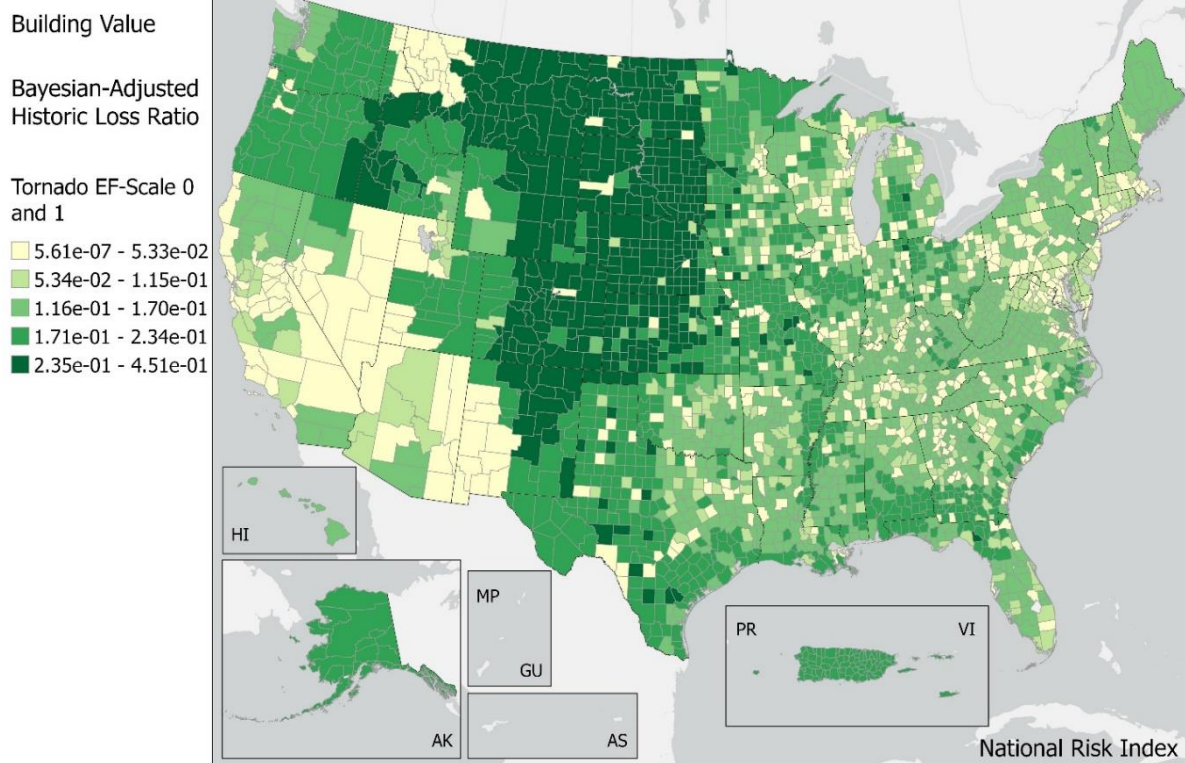 Building Value
Bayesian-Adjusted
Historic Loss Ratio
Tornado EF-Scale 0
and 1
5.61e-07 - 5.33e-02
5.34e-02 - 1.15e-01
1.16e-01 - 1.70e-01
1.71e-01 - 2.34e-01
2.35e-01 - 4.51e-01
HI
AK
MP
GU
AS
PR VI
National Risk Index